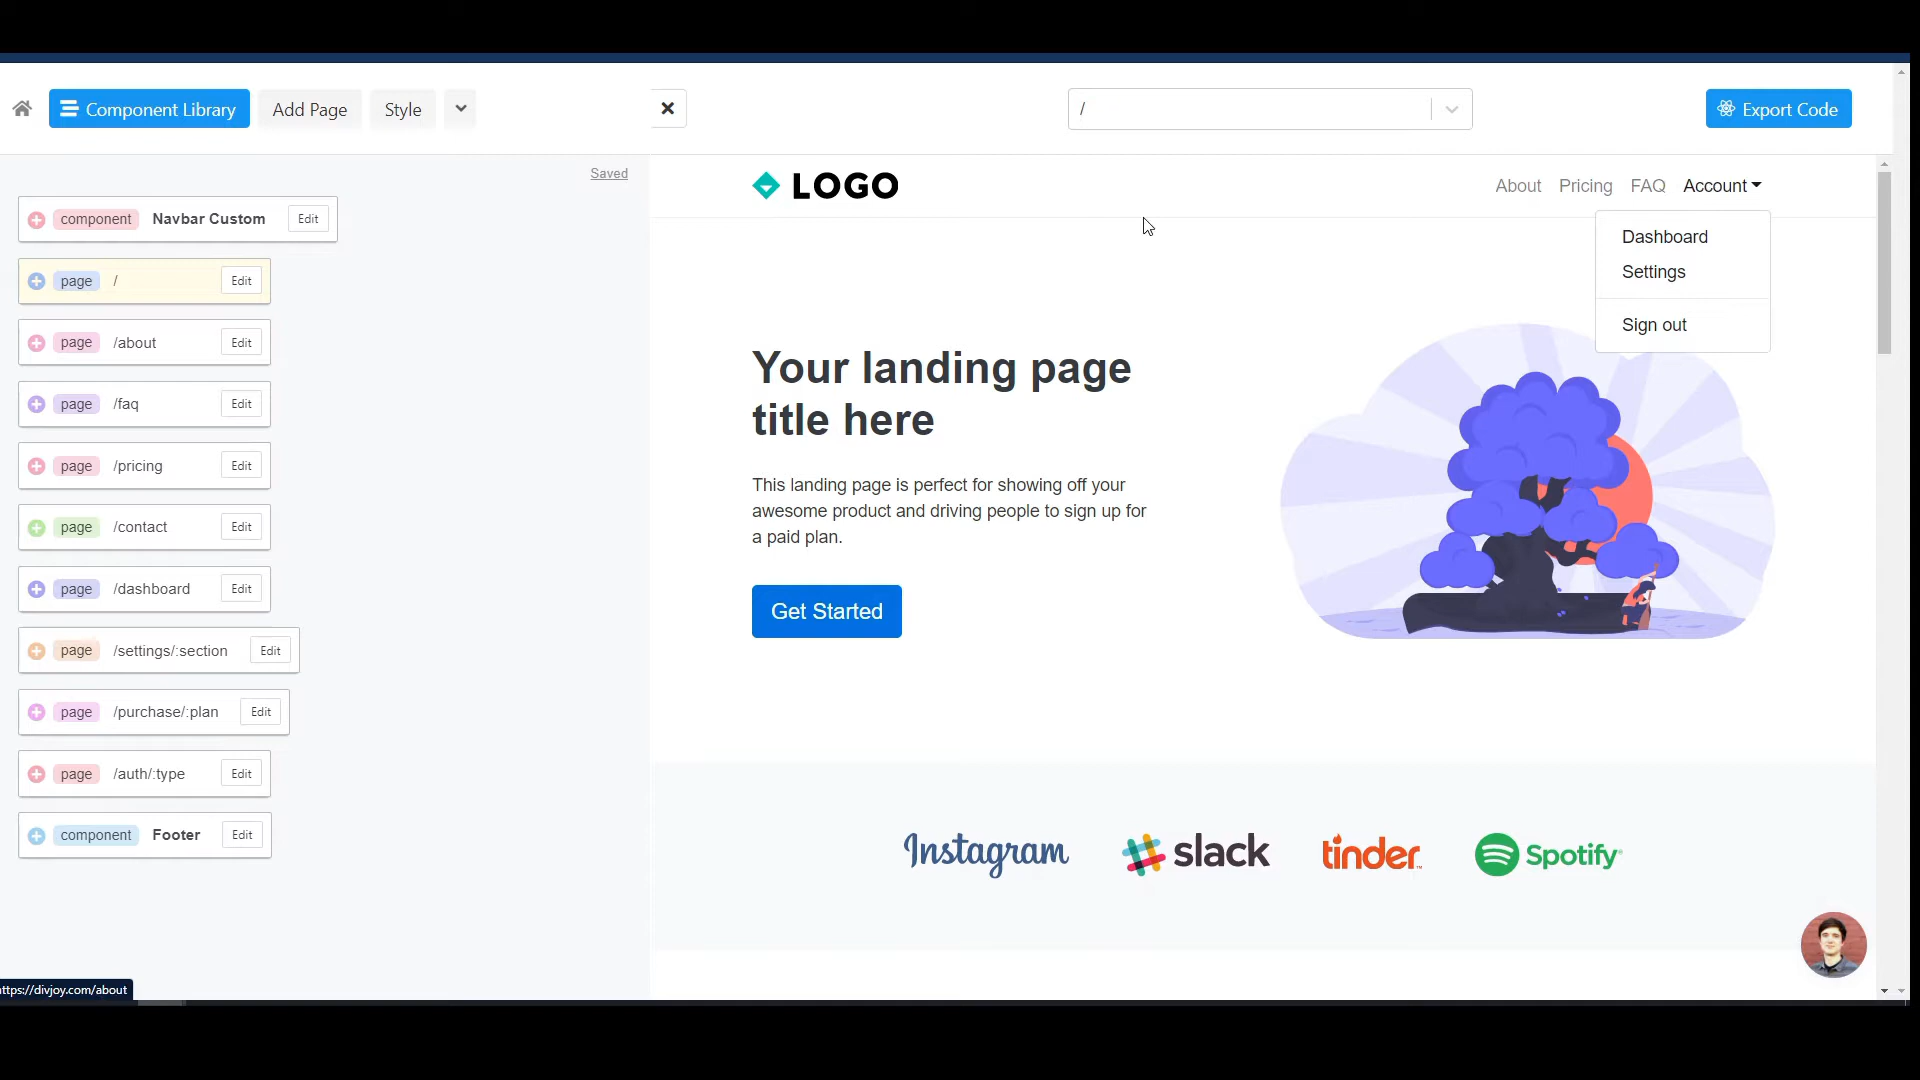 Component Library
Add Page
Style
/
Export Code
Saved
component Navbar Custom Edit
page / Edit
page /about Edit
page /faq Edit
page /pricing Edit
page /contact Edit
page /dashboard Edit
page /settings/:section Edit
page /purchase/:plan Edit
page /auth/:type Edit
component Footer Edit
LOGO
About
Pricing
FAQ
Account
Dashboard
Settings
Sign out
Your landing page
title here
This landing page is perfect for showing off your
awesome product and driving people to sign up for
a paid plan.
Get Started
Instagram
slack
tinder
Spotify
ttps://divjoy.com/about